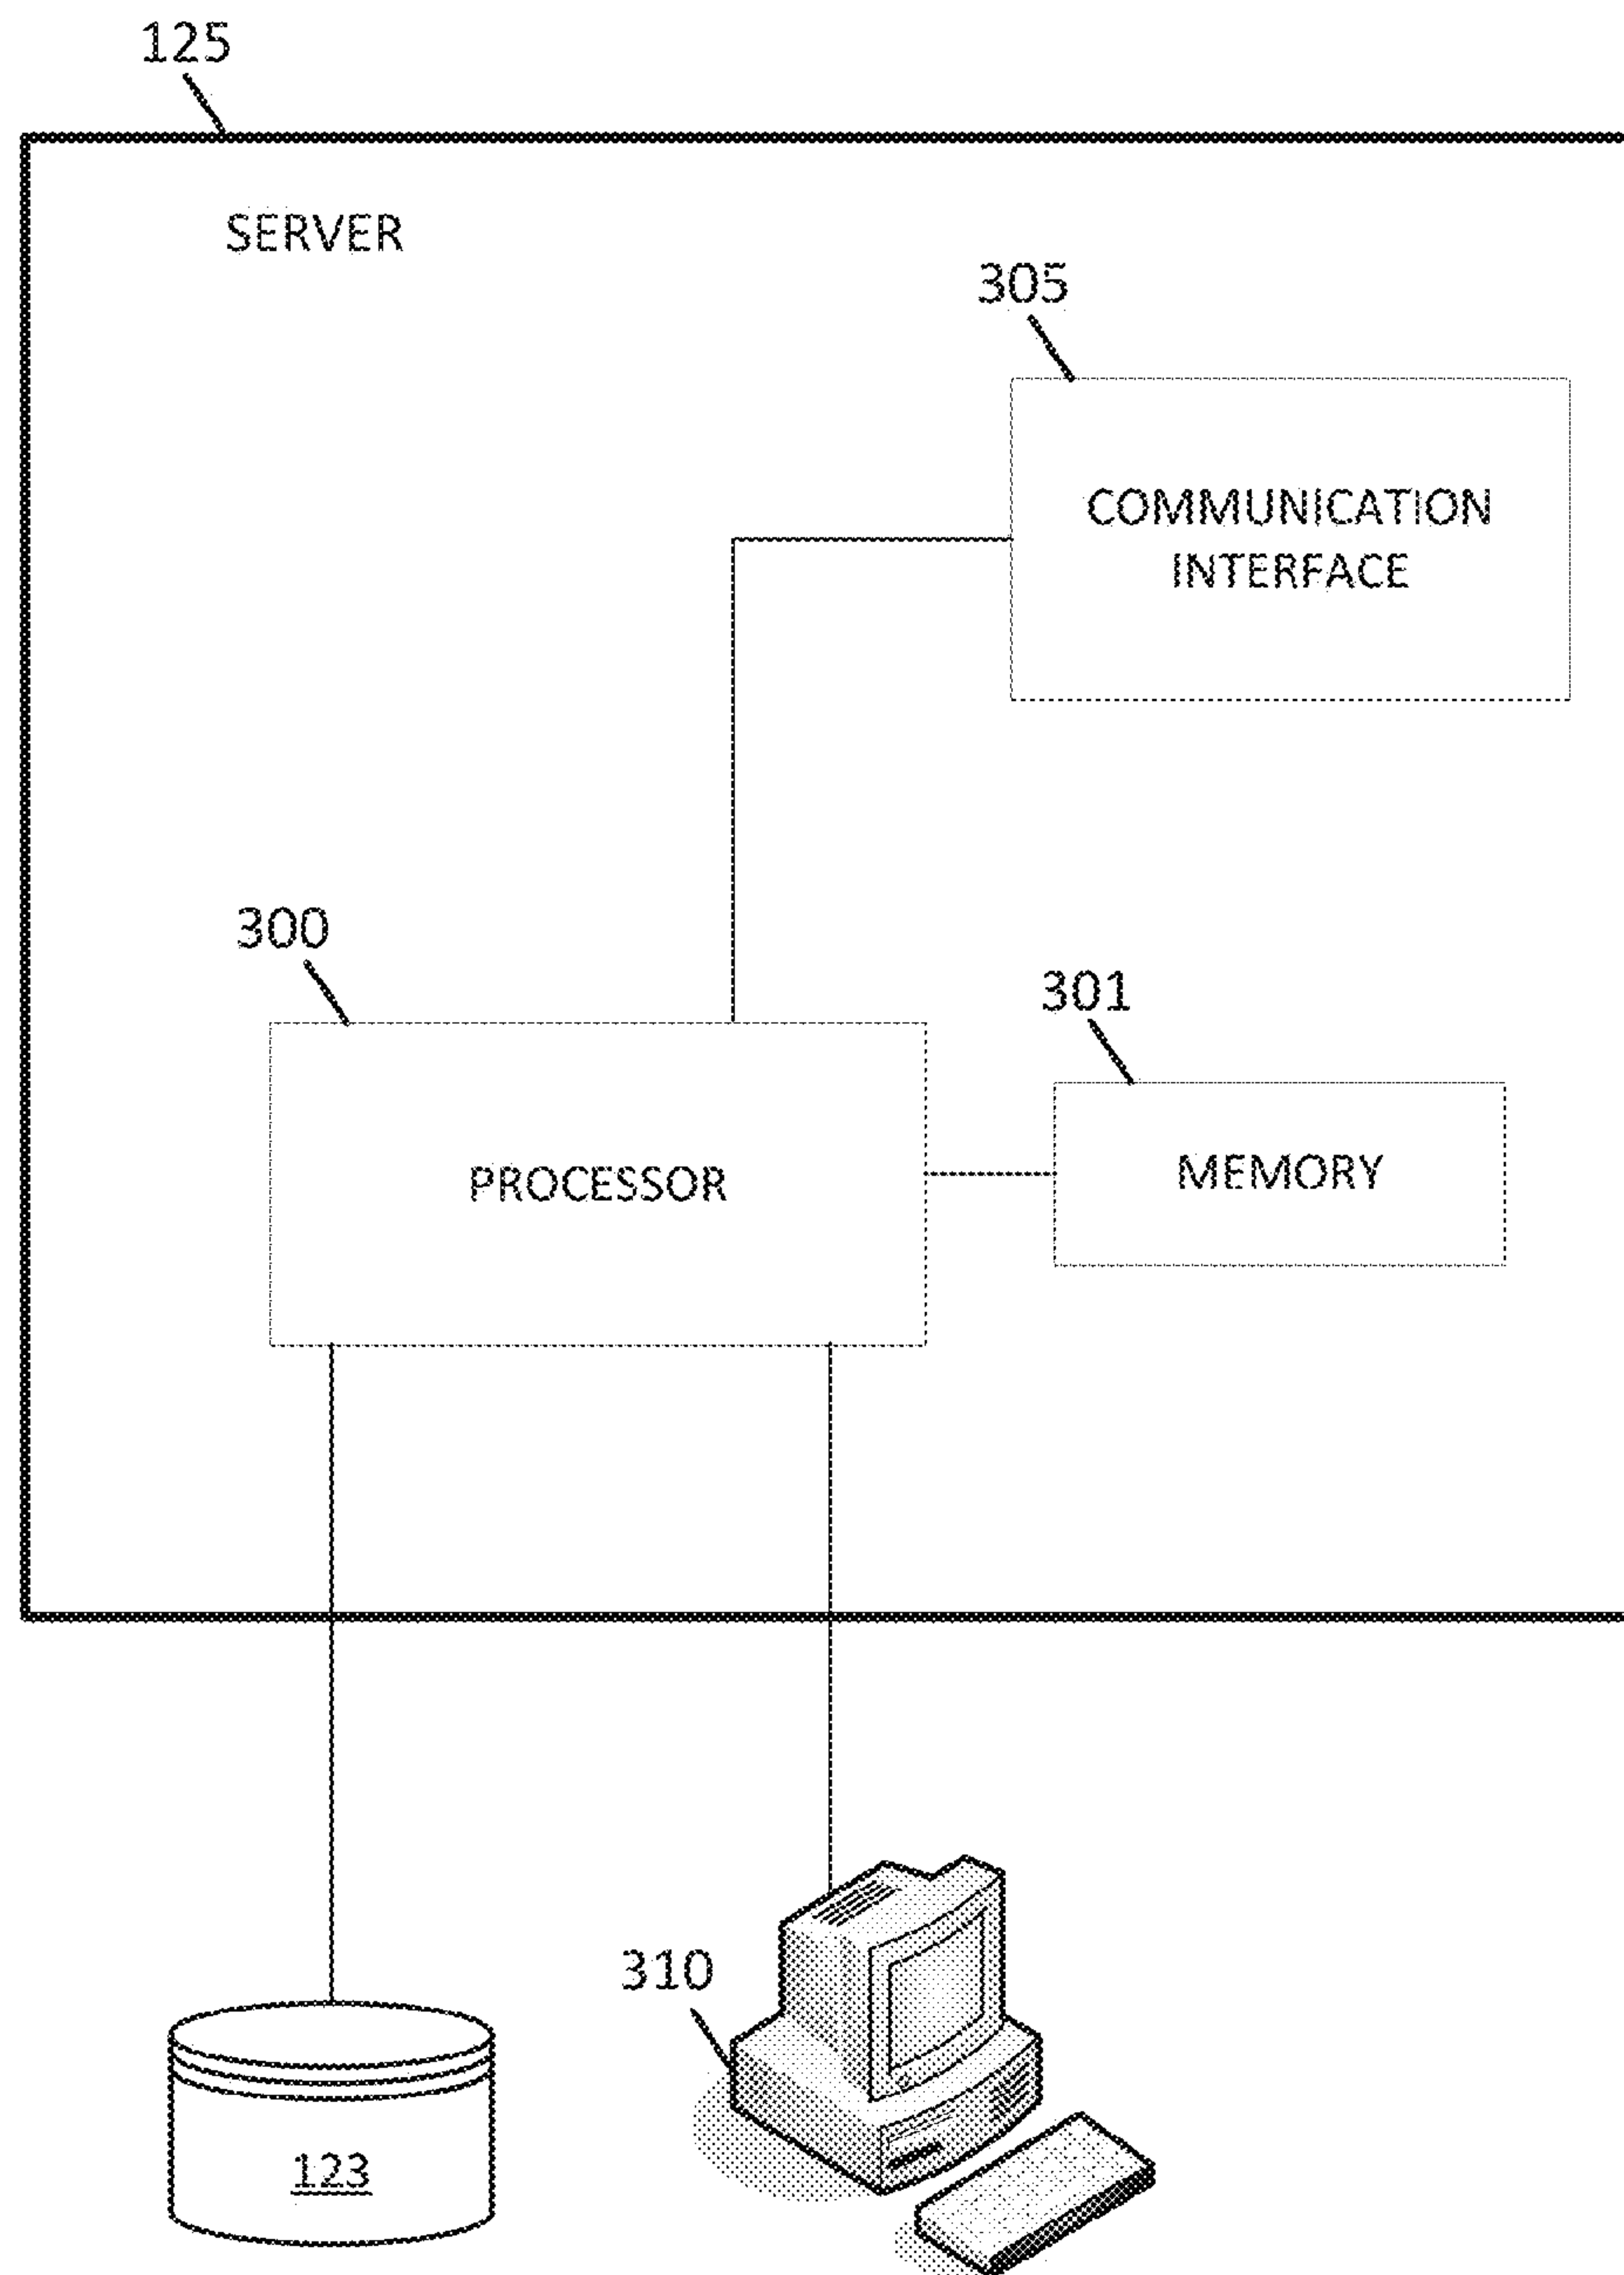 125
SERVER
305
COMMUNICATION
INTERFACE
300
301
PROCESSOR
MEMORY
310
123